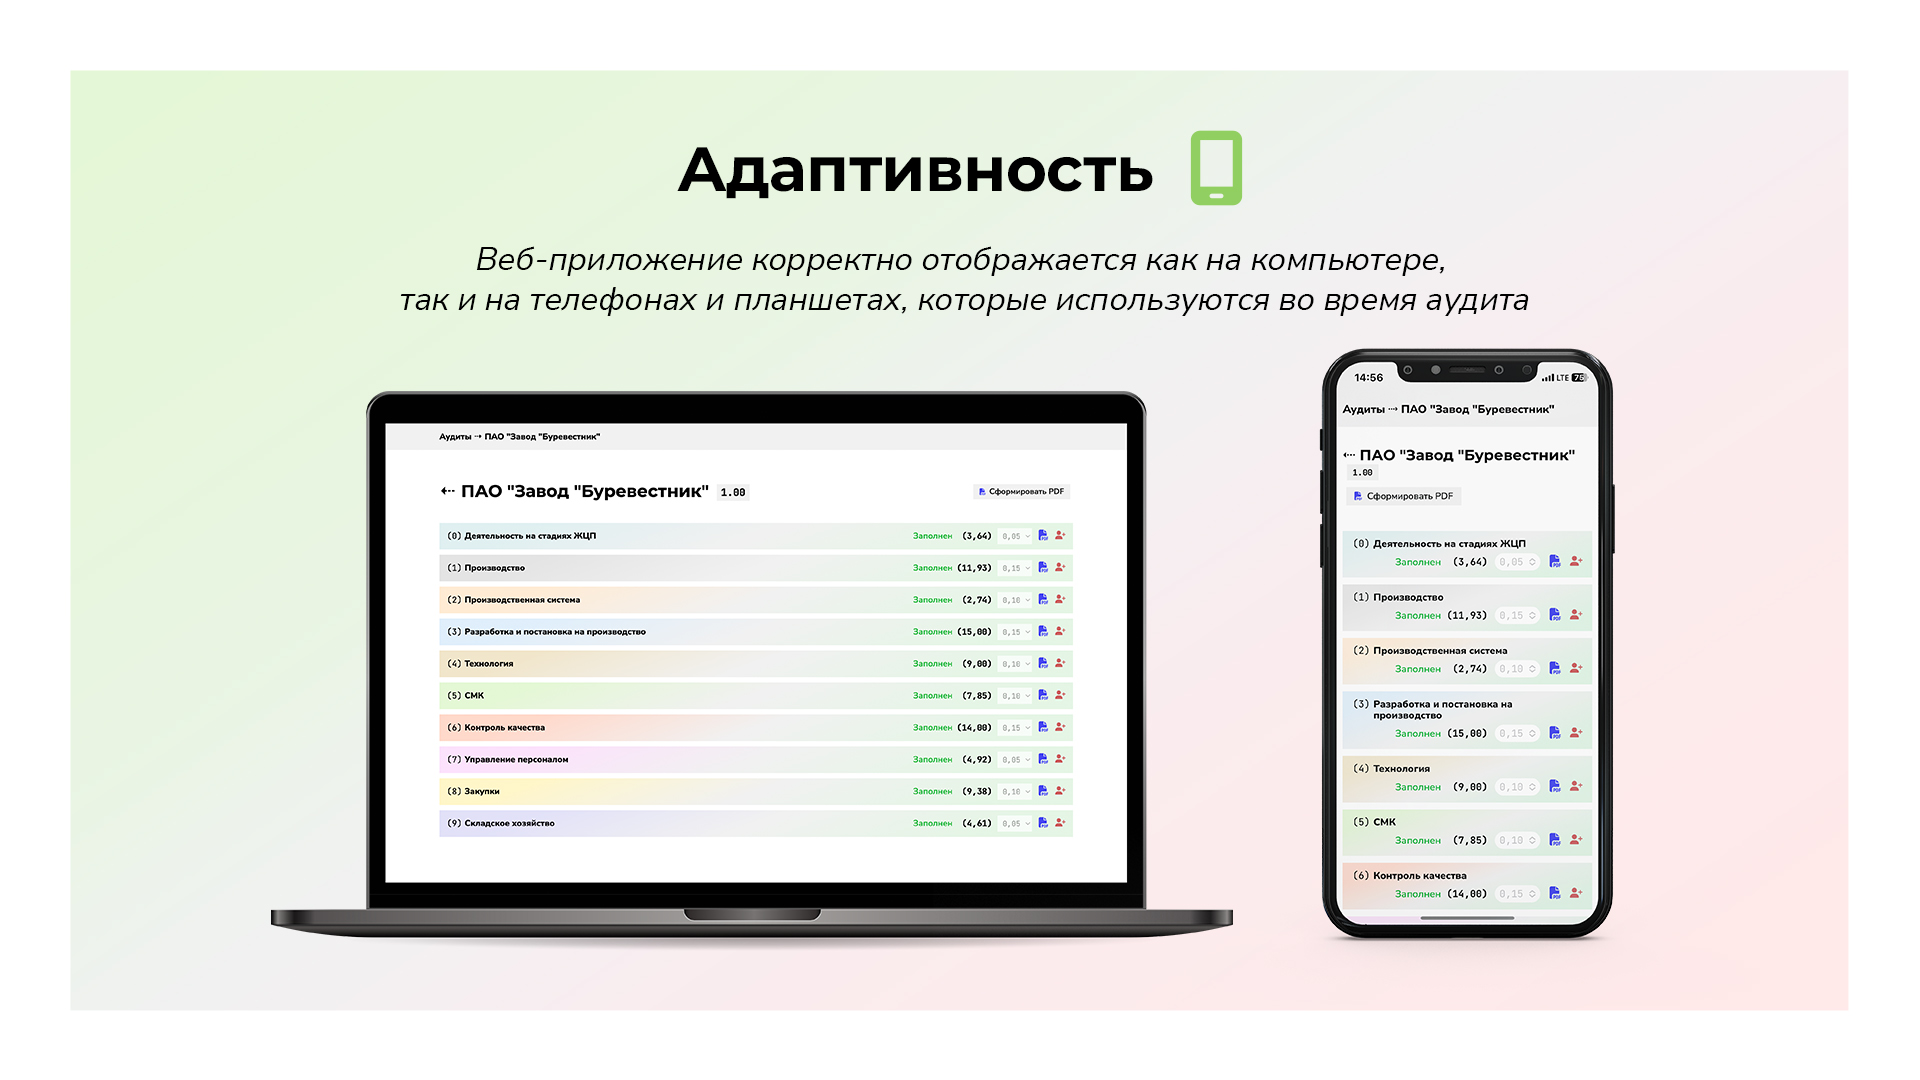 Адаптивность
Веб-приложение корректно отображается как на компьютере,
так и на телефонах и планшетах, которые используются во время аудита
Аудиты ⇢ ПАО "Завод "Буревестник"
⇠ ПАО "Завод "Буревестник" 1.00 Сформировать PDF
(0) Деятельность на стадиях ЖЦП Заполнен (3,64) 0,05
(1) Производство Заполнен (11,93) 0,15
(2) Производственная система Заполнен (2,74) 0,10
(3) Разработка и постановка на производство Заполнен (15,00) 0,15
(4) Технология Заполнен (9,00) 0,10
(5) СМК Заполнен (7,85) 0,10
(6) Контроль качества Заполнен (14,00) 0,15
(7) Управление персоналом Заполнен (4,92) 0,05
(8) Закупки Заполнен (9,38) 0,10
(9) Складское хозяйство Заполнен (4,61) 0,05
14:56 LTE 76
Аудиты ⇢ ПАО "Завод "Буревестник"
⇠ ПАО "Завод "Буревестник"
1.00
Сформировать PDF
(0) Деятельность на стадиях ЖЦП
Заполнен (3,64) 0,05
(1) Производство
Заполнен (11,93) 0,15
(2) Производственная система
Заполнен (2,74) 0,10
(3) Разработка и постановка на
производство
Заполнен (15,00) 0,15
(4) Технология
Заполнен (9,00) 0,10
(5) СМК
Заполнен (7,85) 0,10
(6) Контроль качества
Заполнен (14,00) 0,15